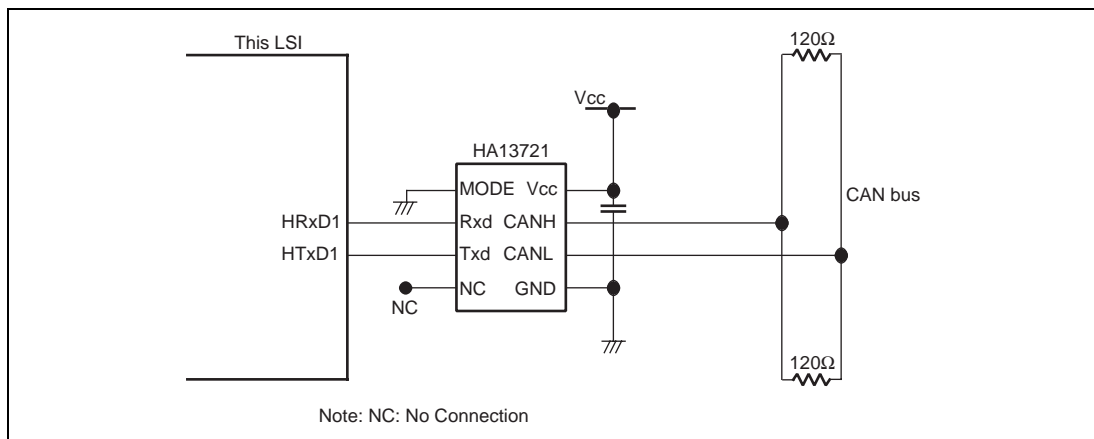 This LSI
120Ω
Vcc
HA13721
MODE Vcc
CAN bus
HRxD1 Rxd CANH
HTxD1 Txd CANL
NC GND
NC
120Ω
Note: NC: No Connection